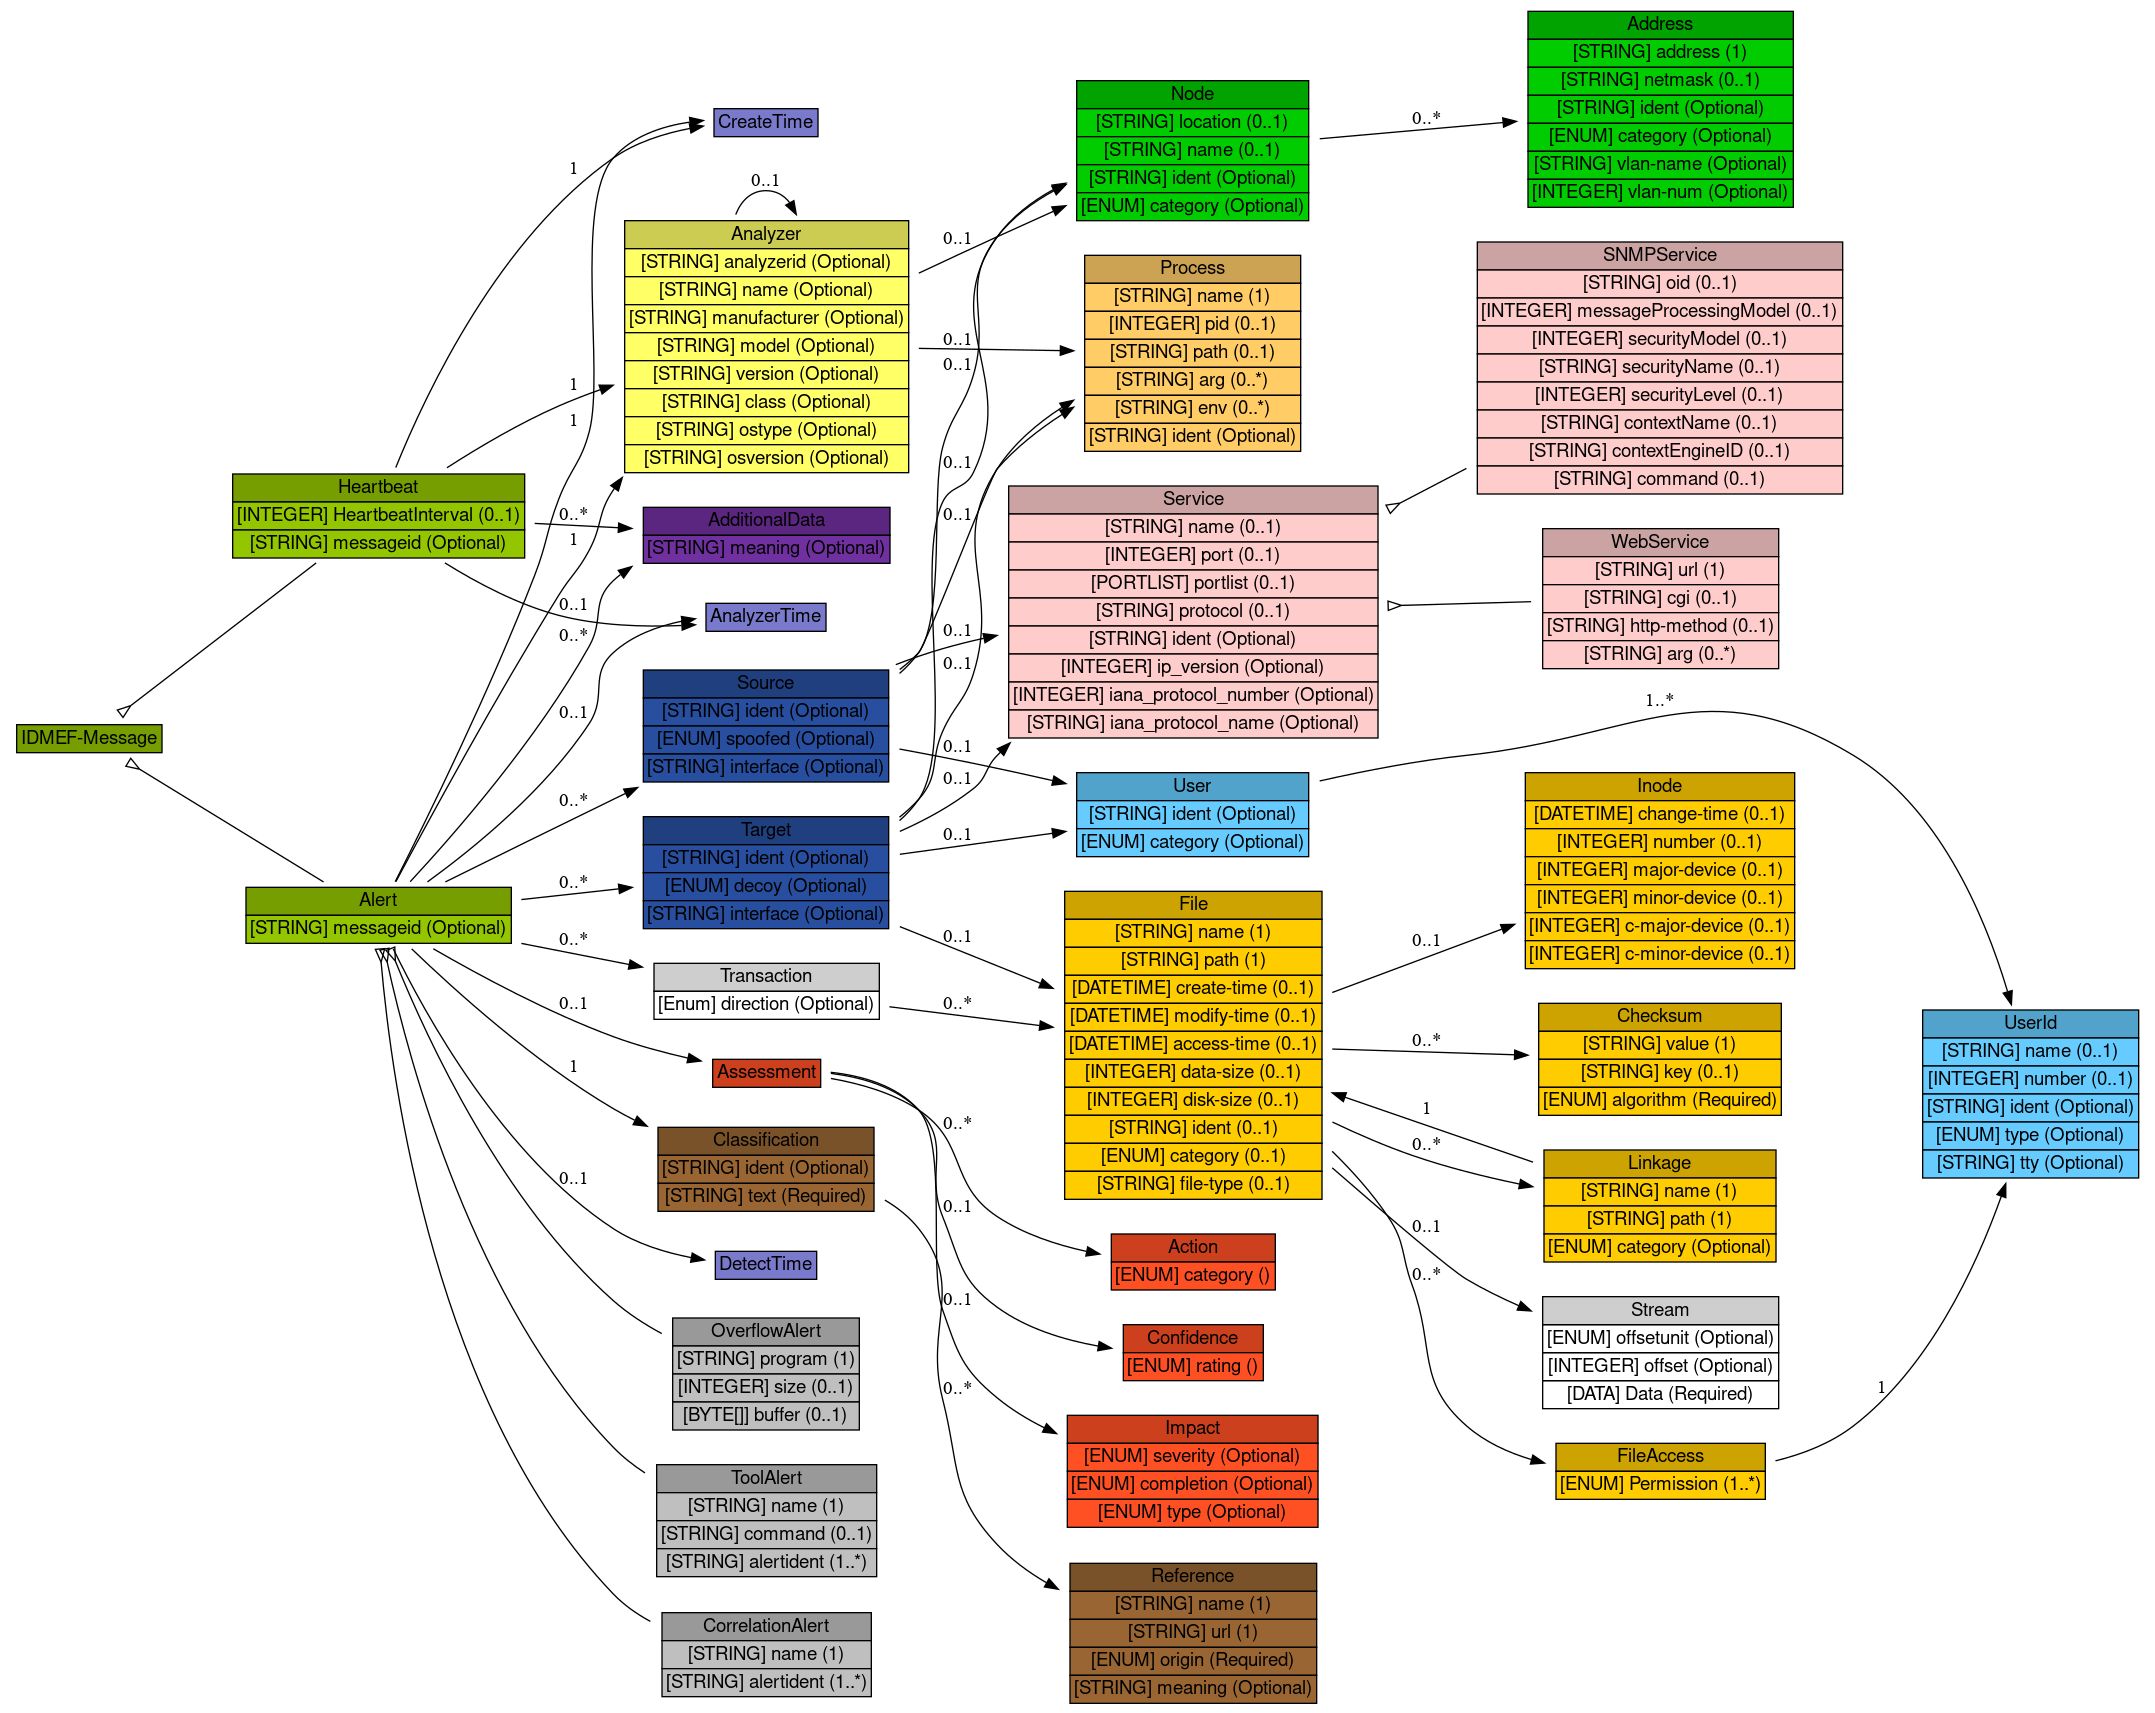 IDMEF-Message
Heartbeat
[INTEGER] HeartbeatInterval (0..1)
[STRING] messageid (Optional)
Alert
[STRING] messageid (Optional)
1
1
1
0..*
1
0..1
0..*
0..1
0..*
0..*
0..*
0..1
1
0..1
CreateTime
0..1
Analyzer
[STRING] analyzerid (Optional)
[STRING] name (Optional)
[STRING] manufacturer (Optional)
[STRING] model (Optional)
[STRING] version (Optional)
[STRING] class (Optional)
[STRING] ostype (Optional)
[STRING] osversion (Optional)
AdditionalData
[STRING] meaning (Optional)
AnalyzerTime
Source
[STRING] ident (Optional)
[ENUM] spoofed (Optional)
[STRING] interface (Optional)
Target
[STRING] ident (Optional)
[ENUM] decoy (Optional)
[STRING] interface (Optional)
Transaction
[Enum] direction (Optional)
Assessment
Classification
[STRING] ident (Optional)
[STRING] text (Required)
DetectTime
OverflowAlert
[STRING] program (1)
[INTEGER] size (0..1)
[BYTE[]] buffer (0..1)
ToolAlert
[STRING] name (1)
[STRING] command (0..1)
[STRING] alertident (1..*)
CorrelationAlert
[STRING] name (1)
[STRING] alertident (1..*)
0..1
0..1
0..1
0..1
0..1
0..1
0..1
0..1
0..1
0..1
0..1
0..*
0..*
0..1
0..1
0..*
Node
[STRING] location (0..1)
[STRING] name (0..1)
[STRING] ident (Optional)
[ENUM] category (Optional)
Process
[STRING] name (1)
[INTEGER] pid (0..1)
[STRING] path (0..1)
[STRING] arg (0..*)
[STRING] env (0..*)
[STRING] ident (Optional)
Service
[STRING] name (0..1)
[INTEGER] port (0..1)
[PORTLIST] portlist (0..1)
[STRING] protocol (0..1)
[STRING] ident (Optional)
[INTEGER] ip_version (Optional)
[INTEGER] iana_protocol_number (Optional)
[STRING] iana_protocol_name (Optional)
User
[STRING] ident (Optional)
[ENUM] category (Optional)
File
[STRING] name (1)
[STRING] path (1)
[DATETIME] create-time (0..1)
[DATETIME] modify-time (0..1)
[DATETIME] access-time (0..1)
[INTEGER] data-size (0..1)
[INTEGER] disk-size (0..1)
[STRING] ident (0..1)
[ENUM] category (0..1)
[STRING] file-type (0..1)
Action
[ENUM] category ()
Confidence
[ENUM] rating ()
Impact
[ENUM] severity (Optional)
[ENUM] completion (Optional)
[ENUM] type (Optional)
Reference
[STRING] name (1)
[STRING] url (1)
[ENUM] origin (Required)
[STRING] meaning (Optional)
0..*
0..1
0..*
1
0..*
0..1
0..*
Address
[STRING] address (1)
[STRING] netmask (0..1)
[STRING] ident (Optional)
[ENUM] category (Optional)
[STRING] vlan-name (Optional)
[INTEGER] vlan-num (Optional)
SNMPService
[STRING] oid (0..1)
[INTEGER] messageProcessingModel (0..1)
[INTEGER] securityModel (0..1)
[STRING] securityName (0..1)
[INTEGER] securityLevel (0..1)
[STRING] contextName (0..1)
[STRING] contextEngineID (0..1)
[STRING] command (0..1)
WebService
[STRING] url (1)
[STRING] cgi (0..1)
[STRING] http-method (0..1)
[STRING] arg (0..*)
1..*
Inode
[DATETIME] change-time (0..1)
[INTEGER] number (0..1)
[INTEGER] major-device (0..1)
[INTEGER] minor-device (0..1)
[INTEGER] c-major-device (0..1)
[INTEGER] c-minor-device (0..1)
Checksum
[STRING] value (1)
[STRING] key (0..1)
[ENUM] algorithm (Required)
Linkage
[STRING] name (1)
[STRING] path (1)
[ENUM] category (Optional)
Stream
[ENUM] offsetunit (Optional)
[INTEGER] offset (Optional)
[DATA] Data (Required)
FileAccess
[ENUM] Permission (1..*)
1
UserId
[STRING] name (0..1)
[INTEGER] number (0..1)
[STRING] ident (Optional)
[ENUM] type (Optional)
[STRING] tty (Optional)